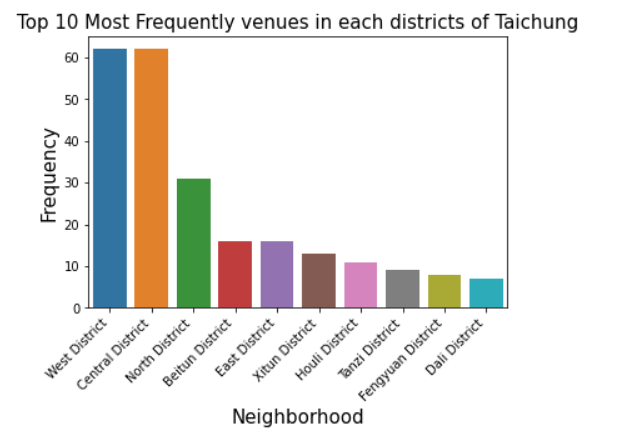 Top 10 Most Frequently venues in each districts of Taichung
Frequency
60
50
40
30
20
10
0
West District
Central District
North District
Beitun District
East District
Xitun District
Houli District
Tanzi District
Fengyuan District
Dali District
Neighborhood